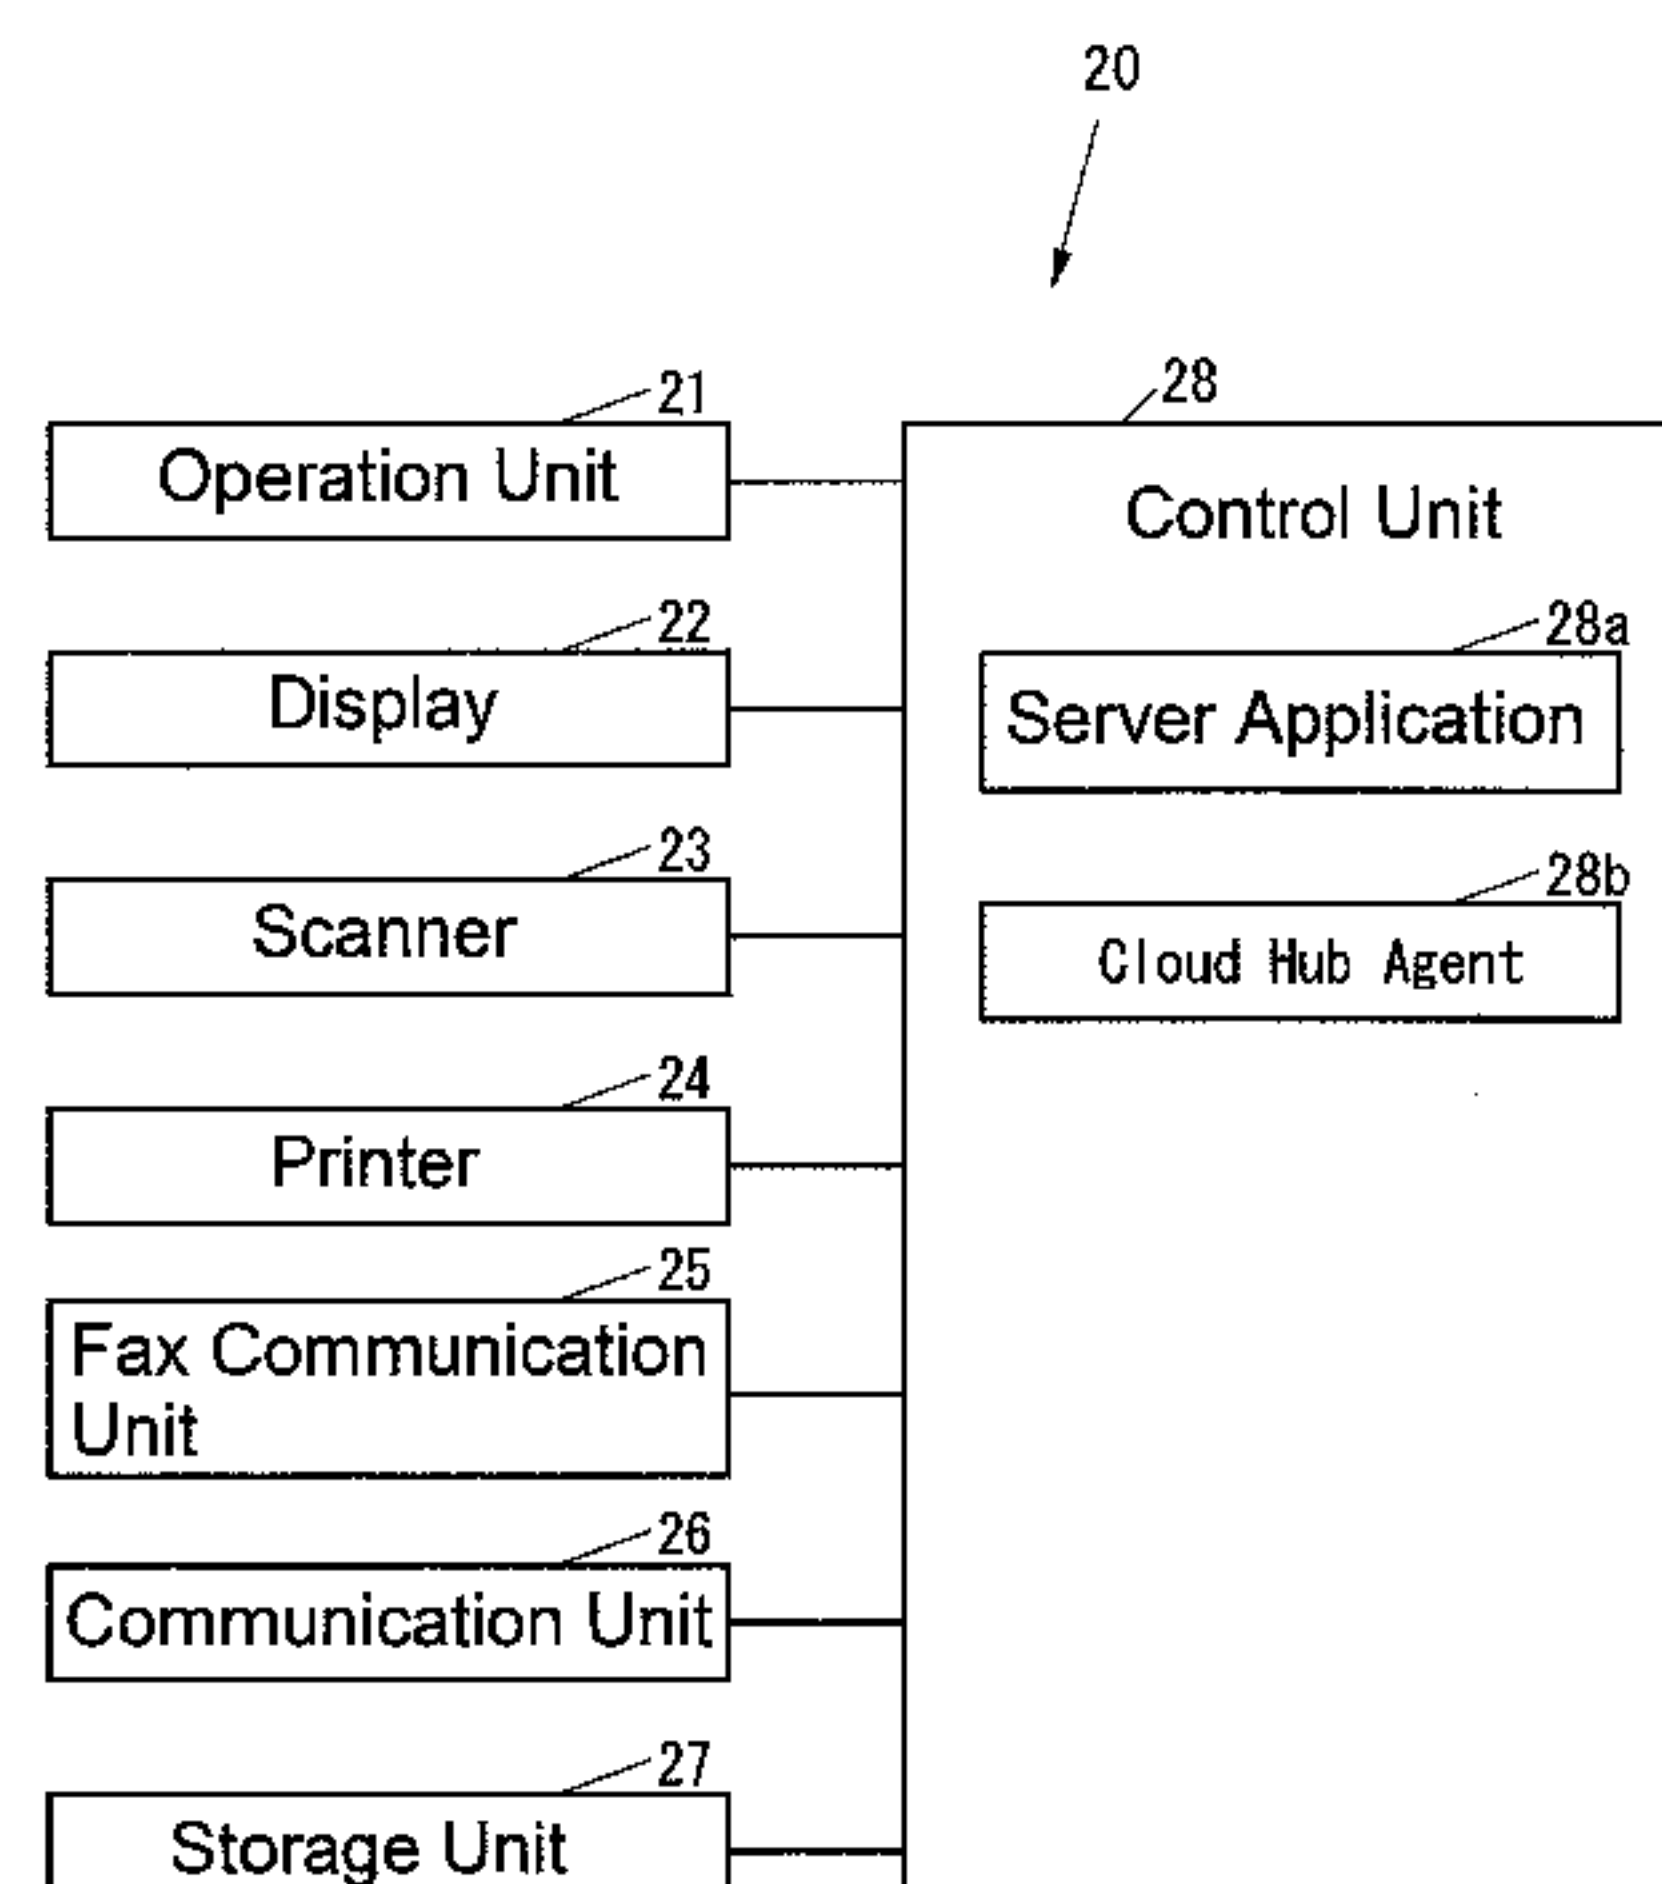 20
21
Operation Unit
28
Control Unit
22
Display
28a
Server Application
23
Scanner
28b
Cloud Hub Agent
24
Printer
25
Fax Communication
Unit
26
Communication Unit
27
Storage Unit